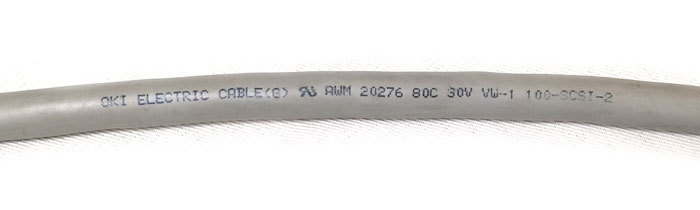 OKI ELECTRIC CABLE(B) AWM 20276 80C 30V VW-1 100-SCSI-2